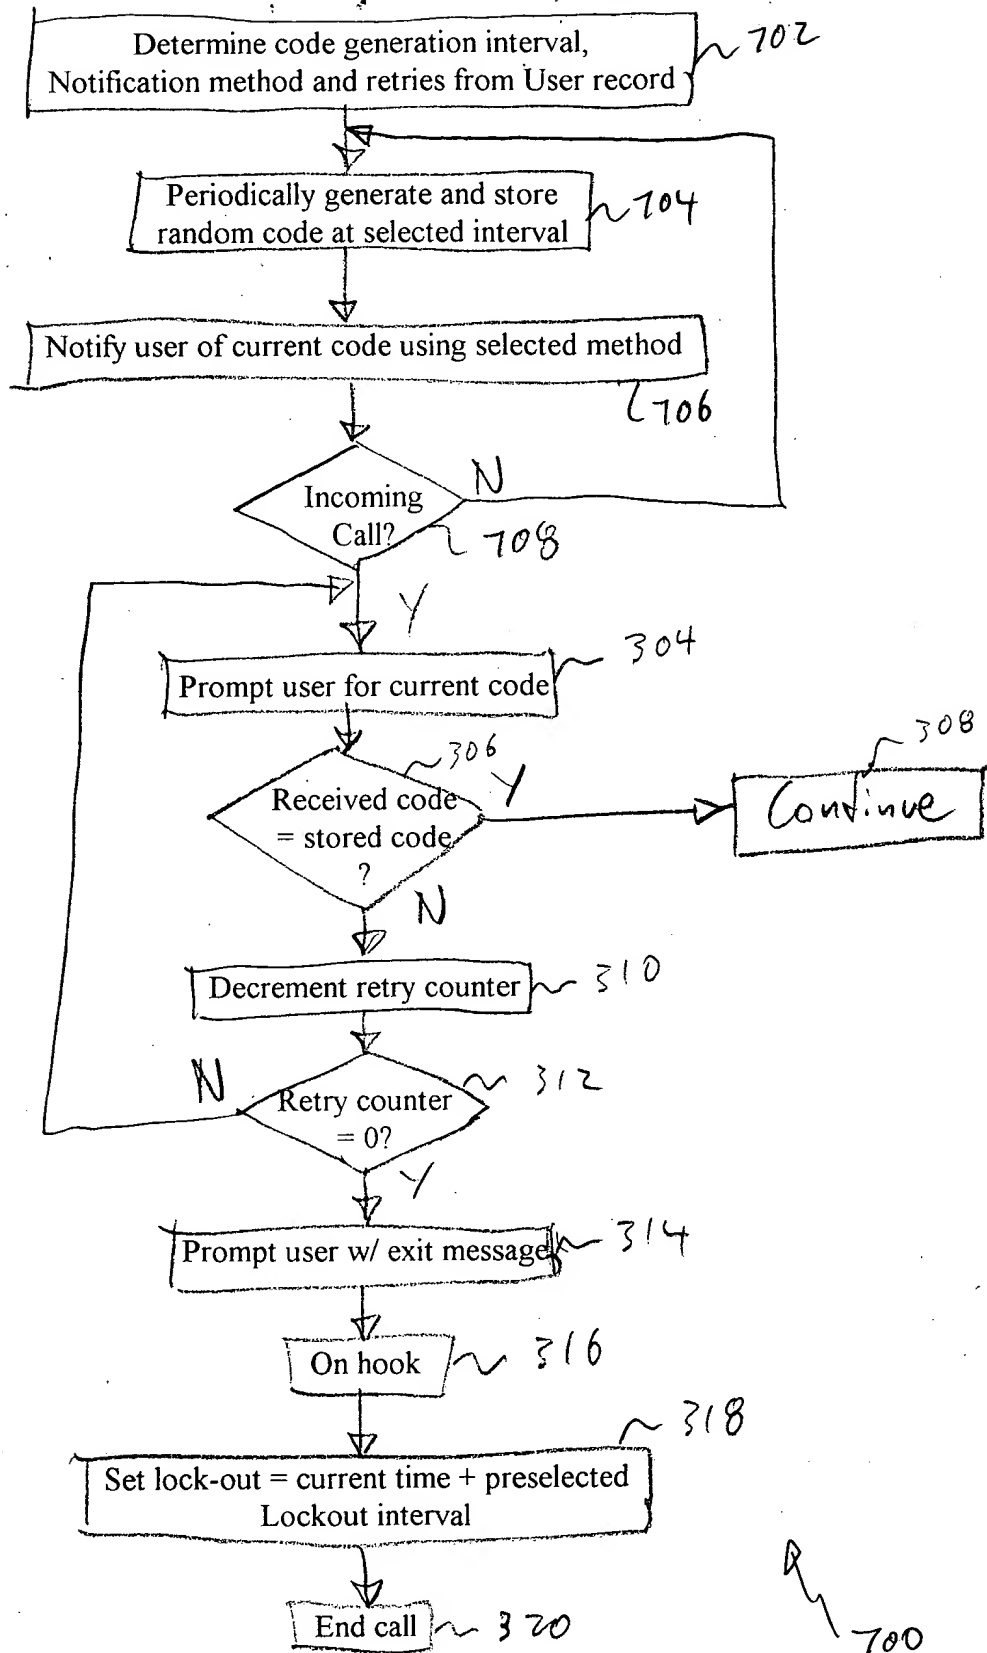 Determine code generation interval,
Notification method and retries from User record
702
Periodically generate and store
random code at selected interval
704
Notify user of current code using selected method
706
Incoming
Call?
N
708
Y
Prompt user for current code
304
Received code
= stored code
?
306
Y
Continue
308
N
Decrement retry counter
310
Retry counter
= 0?
312
N
Y
Prompt user w/ exit message
314
On hook
316
Set lock-out = current time + preselected
Lockout interval
318
End call
320
700